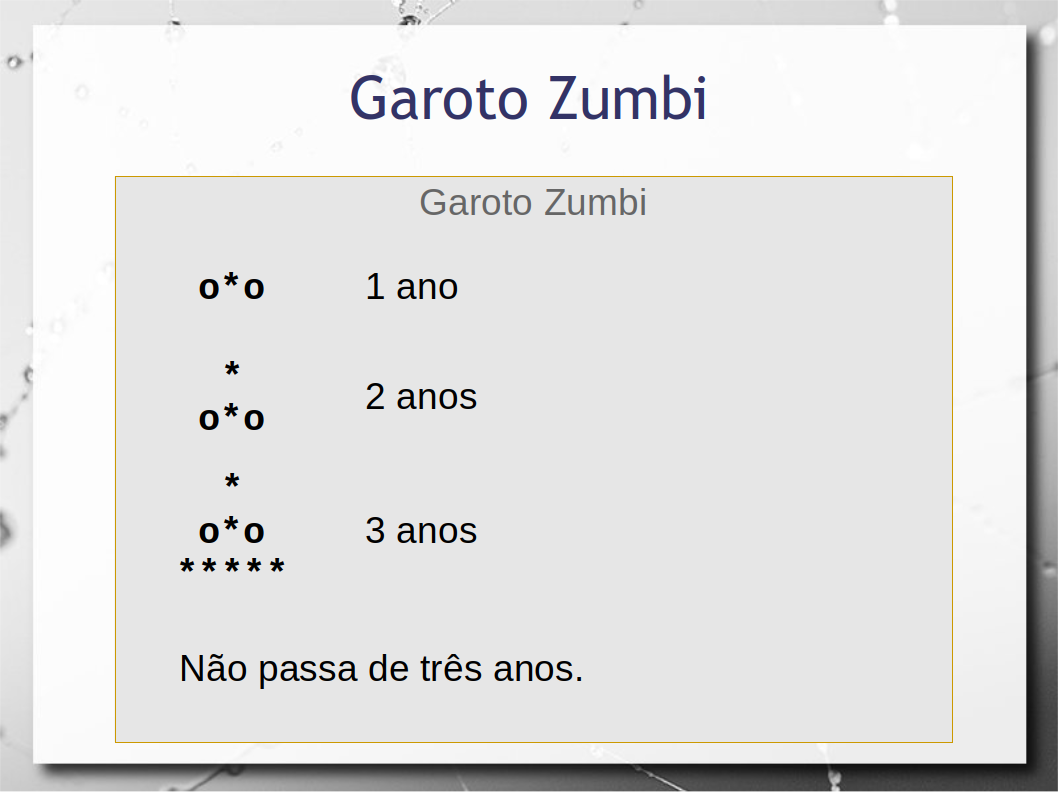 Garoto Zumbi
Garoto Zumbi
o*o 1 ano
*
o*o 2 anos
*
o*o 3 anos
*****
Não passa de três anos.